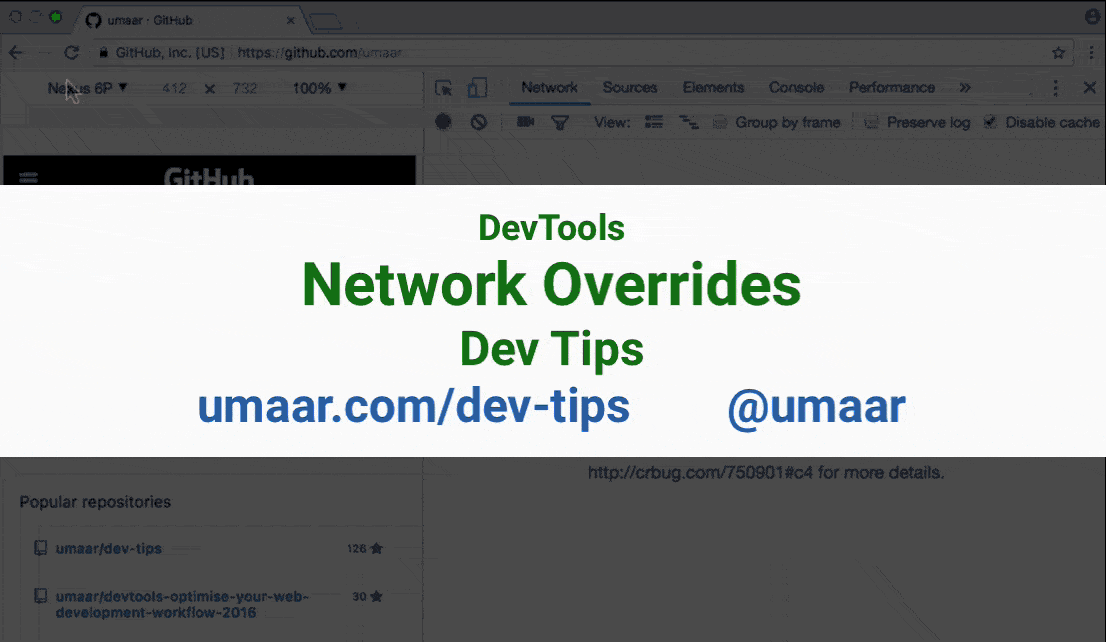 umaar · GitHub
GitHub, Inc. [US] https://github.com/umaar
Nexus 6P ▼ 412 × 732 100% ▼
Network Sources Elements Console Performance »
View: Group by frame Preserve log Disable cache
GitHub
DevTools
Network Overrides
Dev Tips
umaar.com/dev-tips @umaar
http://crbug.com/750901#c4 for more details.
Popular repositories
umaar/dev-tips 126 ★
umaar/devtools-optimise-your-web- 30 ★
development-workflow-2016